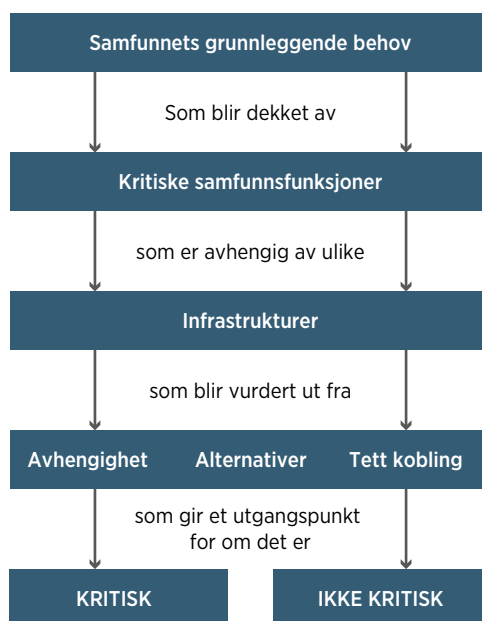 Samfunnets grunnleggende behov
Som blir dekket av
Kritiske samfunnsfunksjoner
som er avhengig av ulike
Infrastrukturer
som blir vurdert ut fra
Avhengighet Alternativer Tett kobling
som gir et utgangspunkt
for om det er
KRITISK IKKE KRITISK